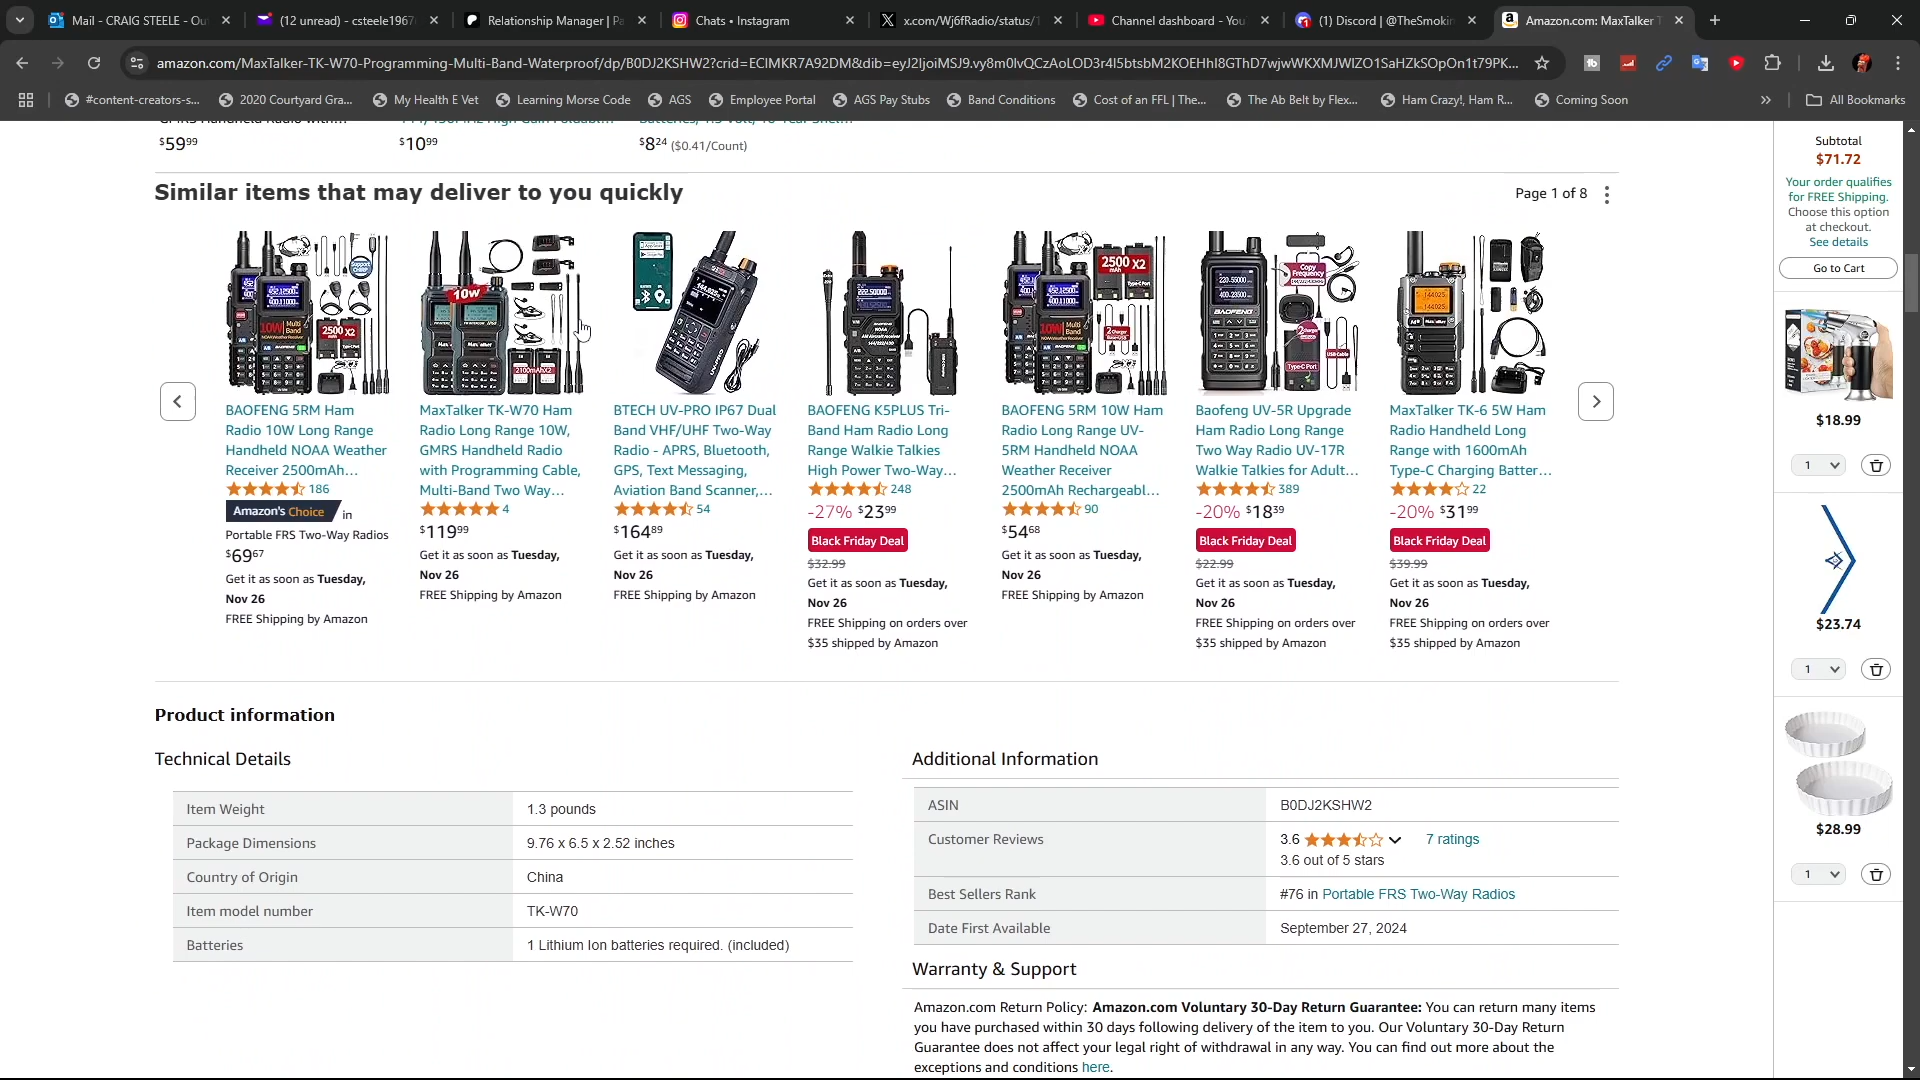 Mail - CRAIG STEELE - Ou
(12 unread) - csteele1967
Relationship Manager | Pa
Chats • Instagram
x.com/Wj6fRadio/status/1
Channel dashboard - You
(1) Discord | @TheSmokin
Amazon.com: MaxTalker T
amazon.com/MaxTalker-TK-W70-Programming-Multi-Band-Waterproof/dp/B0DJ2KSHW2?crid=ECIMKR7A92DM&dib=eyJ2IjoiMSJ9.vy8m0lvQCzAoLOD3r4l5btsbM2KOEHhI8GThD7wjwWKXMJWlZO1SaHZkSOpOn1t79PK...
#content-creators-s...
2020 Courtyard Gra...
My Health E Vet
Learning Morse Code
AGS
Employee Portal
AGS Pay Stubs
Band Conditions
Cost of an FFL | The...
The Ab Belt by Flex...
Ham Crazy!, Ham R...
Coming Soon
All Bookmarks
GMRS Handheld Radio with...
144/430MHz High Gain Foldabl...
Batteries, 1.5 Volt, 10-Year Shel...
$59.99
$10.99
$8.24 ($0.41/Count)
Similar items that may deliver to you quickly
Page 1 of 8
BAOFENG 5RM Ham
Radio 10W Long Range
Handheld NOAA Weather
Receiver 2500mAh...
186
Amazon's Choice in
Portable FRS Two-Way Radios
$69.67
Get it as soon as Tuesday,
Nov 26
FREE Shipping by Amazon
10w
2100mAhX2
MaxTalker TK-W70 Ham
Radio Long Range 10W,
GMRS Handheld Radio
with Programming Cable,
Multi-Band Two Way...
4
$119.99
Get it as soon as Tuesday,
Nov 26
FREE Shipping by Amazon
BTECH UV-PRO IP67 Dual
Band VHF/UHF Two-Way
Radio - APRS, Bluetooth,
GPS, Text Messaging,
Aviation Band Scanner,...
54
$164.89
Get it as soon as Tuesday,
Nov 26
FREE Shipping by Amazon
BAOFENG K5PLUS Tri-
Band Ham Radio Long
Range Walkie Talkies
High Power Two-Way...
248
-27% $23.99
Black Friday Deal
$32.99
Get it as soon as Tuesday,
Nov 26
FREE Shipping on orders over
$35 shipped by Amazon
2500 X2
mAh
BAOFENG 5RM 10W Ham
Radio Long Range UV-
5RM Handheld NOAA
Weather Receiver
2500mAh Rechargeabl...
90
$54.68
Get it as soon as Tuesday,
Nov 26
FREE Shipping by Amazon
Copy
Frequency
BAOFENG
USB Cable
Type-C Port
Baofeng UV-5R Upgrade
Ham Radio Long Range
Two Way Radio UV-17R
Walkie Talkies for Adult...
389
-20% $18.39
Black Friday Deal
$22.99
Get it as soon as Tuesday,
Nov 26
FREE Shipping on orders over
$35 shipped by Amazon
MaxTalker TK-6 5W Ham
Radio Handheld Long
Range with 1600mAh
Type-C Charging Batter...
22
-20% $31.99
Black Friday Deal
$39.99
Get it as soon as Tuesday,
Nov 26
FREE Shipping on orders over
$35 shipped by Amazon
Product information
Technical Details
Item Weight 1.3 pounds
Package Dimensions 9.76 x 6.5 x 2.52 inches
Country of Origin China
Item model number TK-W70
Batteries 1 Lithium Ion batteries required. (included)
Additional Information
ASIN B0DJ2KSHW2
Customer Reviews 3.6 7 ratings
3.6 out of 5 stars
Best Sellers Rank #76 in Portable FRS Two-Way Radios
Date First Available September 27, 2024
Warranty & Support
Amazon.com Return Policy: Amazon.com Voluntary 30-Day Return Guarantee: You can return many items
you have purchased within 30 days following delivery of the item to you. Our Voluntary 30-Day Return
Guarantee does not affect your legal right of withdrawal in any way. You can find out more about the
exceptions and conditions here.
Subtotal
$71.72
Your order qualifies
for FREE Shipping.
Choose this option
at checkout.
See details
Go to Cart
$18.99
1
$23.74
1
$28.99
1